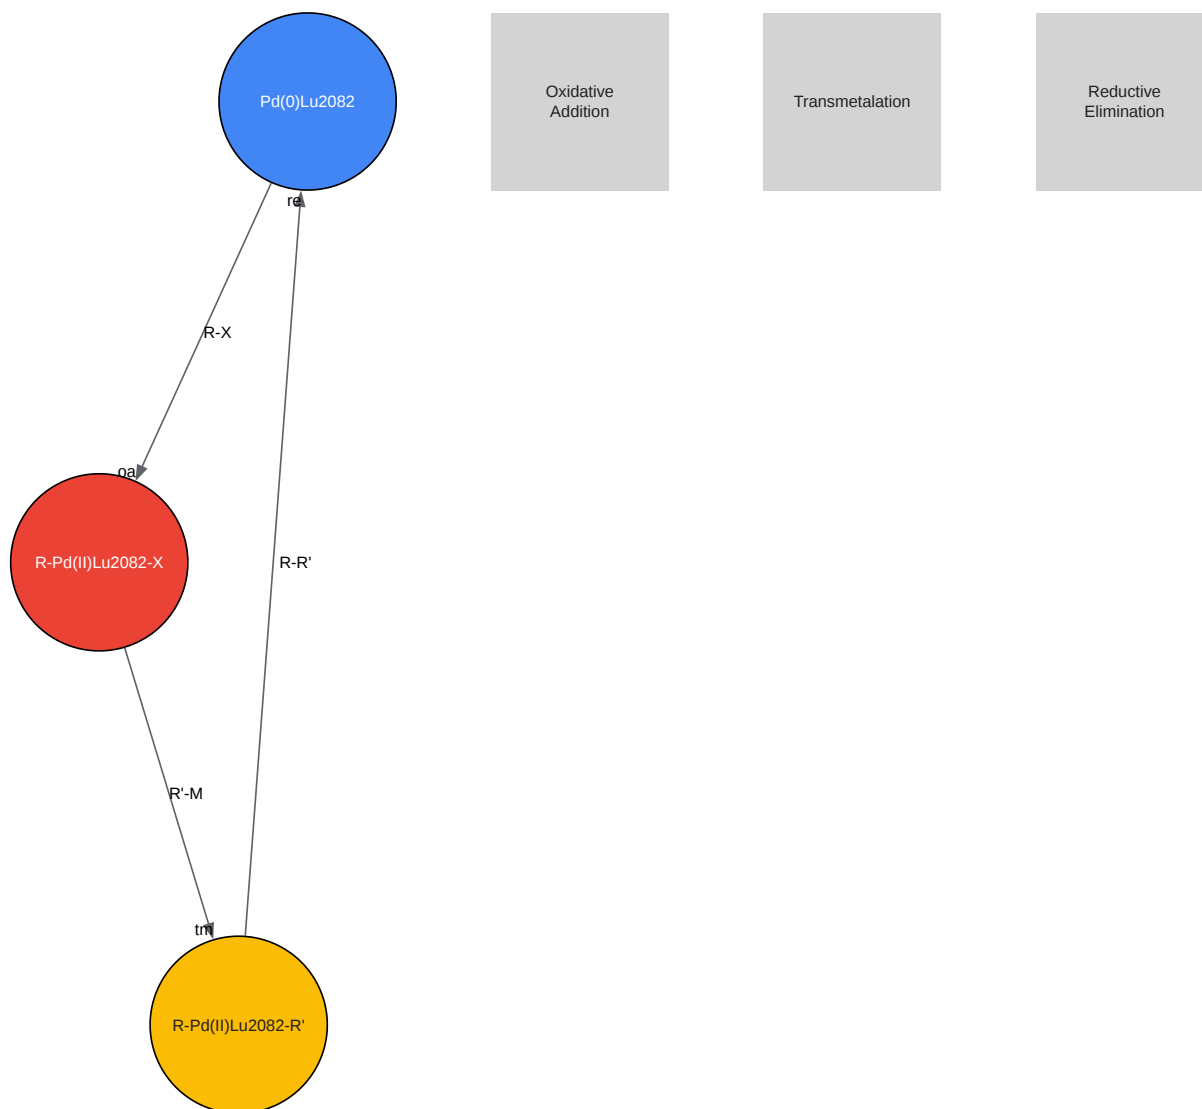 Pd(0)Lu2082
Oxidative
Addition
Transmetalation
Reductive
Elimination
re
R-X
oa
R-Pd(II)Lu2082-X
R-R'
R'-M
tm
R-Pd(II)Lu2082-R'